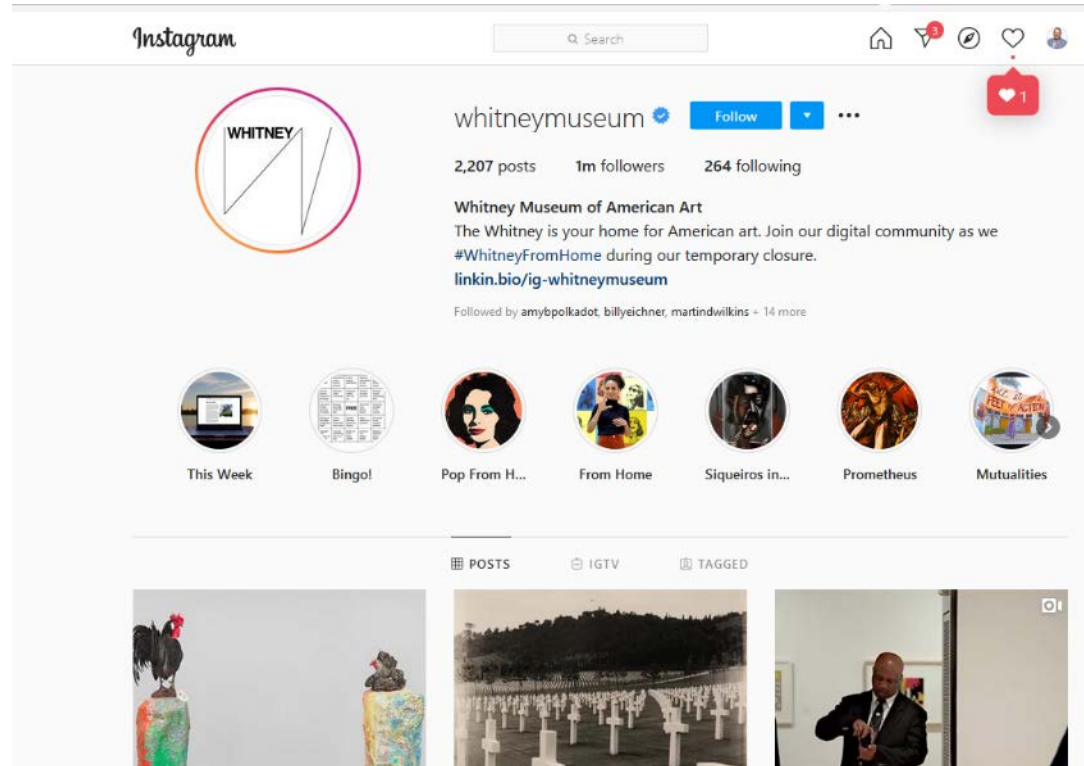 Instagram
Search
3
1
WHITNEY
whitneymuseum
Follow
2,207 posts 1m followers 264 following
Whitney Museum of American Art
The Whitney is your home for American art. Join our digital community as we
#WhitneyFromHome during our temporary closure.
linkin.bio/ig-whitneymuseum
Followed by amybpolkadot, billyeichner, martindwilkins + 14 more
FREE
This Week Bingo! Pop From H... From Home Siqueiros in... Prometheus Mutualities
POSTS IGTV TAGGED